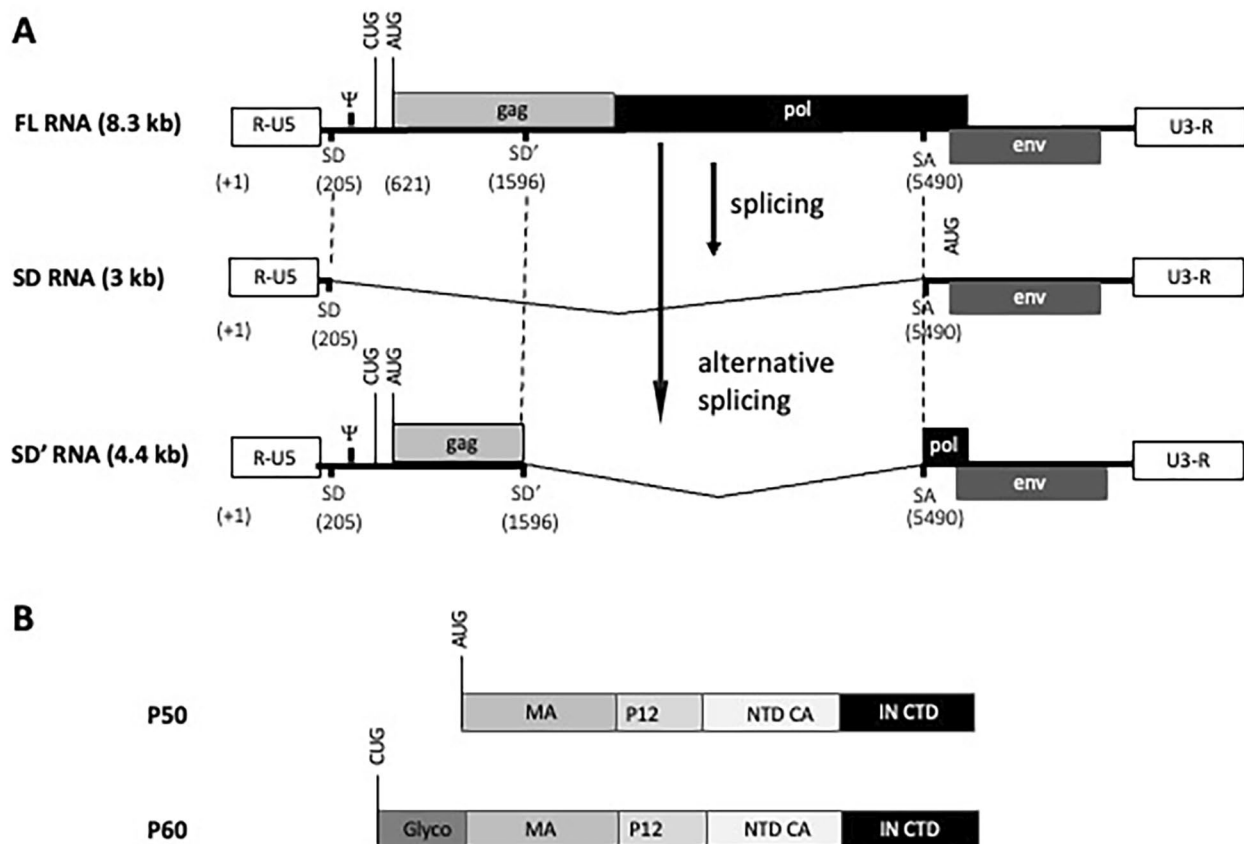 A
CUG
AUG
Ψ
gag
pol
FL RNA (8.3 kb)
R-U5
U3-R
env
SD
SD′
SA
(+1)
(205)
(621)
(1596)
(5490)
splicing
AUG
SD RNA (3 kb)
R-U5
U3-R
env
SD
SA
(+1)
(205)
(5490)
CUG
AUG
alternative
splicing
Ψ
gag
pol
SD′ RNA (4.4 kb)
R-U5
U3-R
env
SD
SD′
SA
(+1)
(205)
(1596)
(5490)
B
AUG
P50
MA
P12
NTD CA
IN CTD
CUG
P60
Glyco
MA
P12
NTD CA
IN CTD